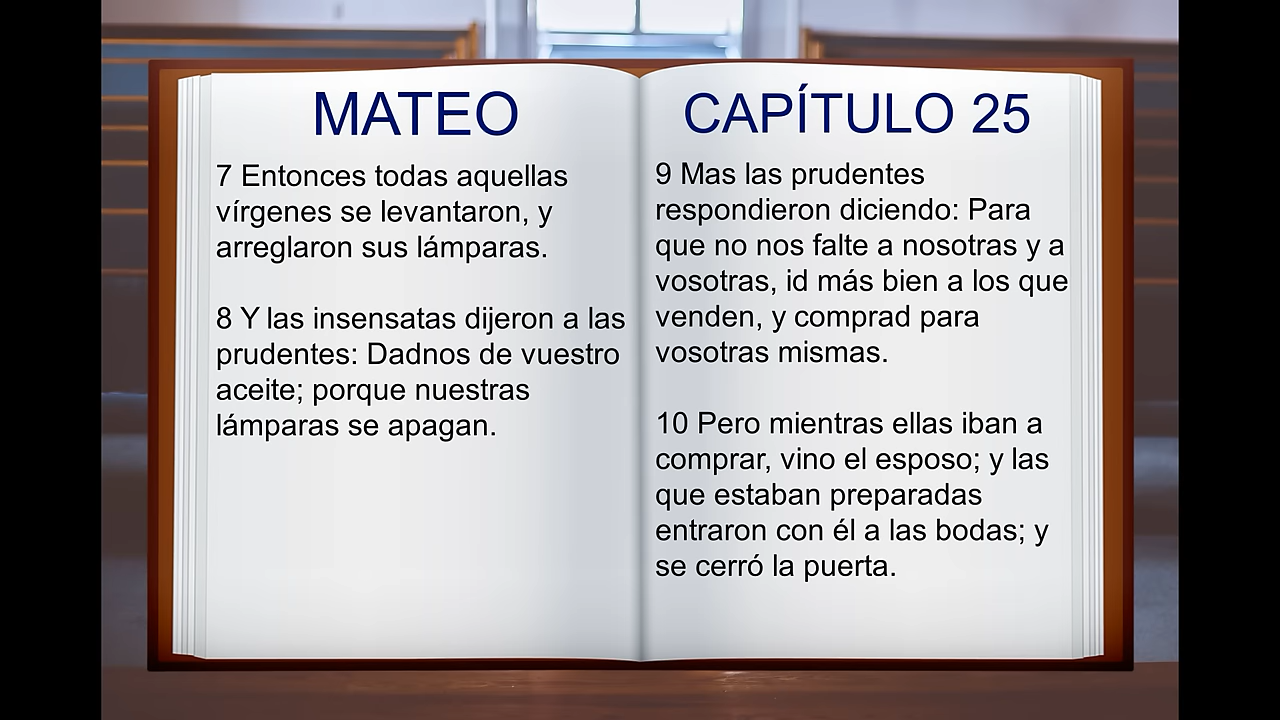 MATEO
7 Entonces todas aquellas
vírgenes se levantaron, y
arreglaron sus lámparas.
8 Y las insensatas dijeron a las
prudentes: Dadnos de vuestro
aceite; porque nuestras
lámparas se apagan.
CAPÍTULO 25
9 Mas las prudentes
respondieron diciendo: Para
que no nos falte a nosotras y a
vosotras, id más bien a los que
venden, y comprad para
vosotras mismas.
10 Pero mientras ellas iban a
comprar, vino el esposo; y las
que estaban preparadas
entraron con él a las bodas; y
se cerró la puerta.